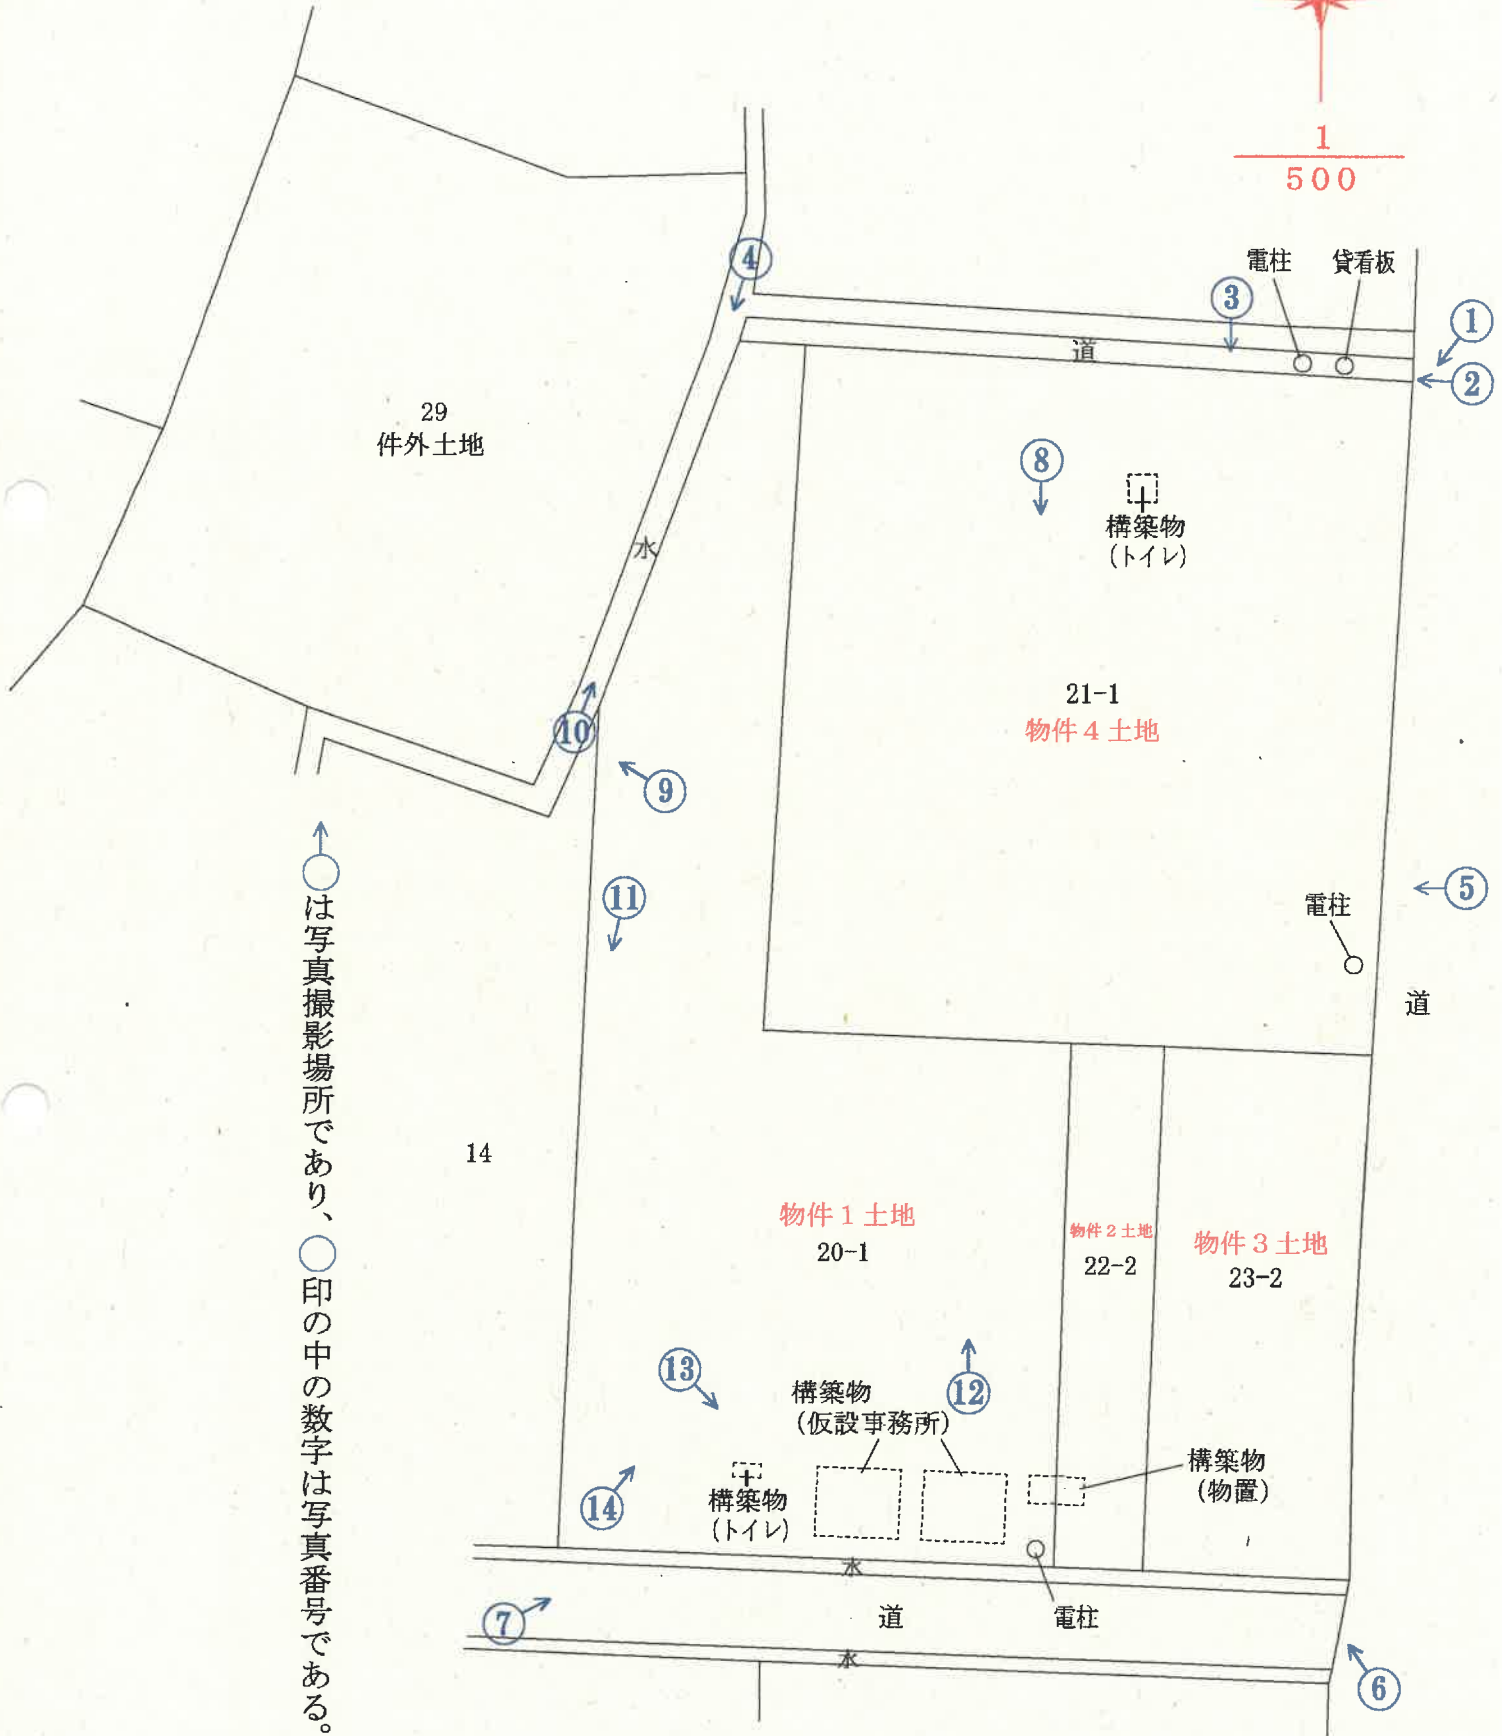 1
500
電柱
貸看板
④
③
①
②
道
29
件外土地
⑧
構築物
(トイレ)
水
21-1
物件4土地
⑩
⑨
⑤
⑪
電柱
道
○は写真撮影場所であり、○印の中の数字は写真番号である。
14
物件1土地
20-1
物件2土地
22-2
物件3土地
23-2
⑬
⑫
構築物
(仮設事務所)
構築物
(物置)
⑭
構築物
(トイレ)
水
⑦
道
電柱
水
⑥